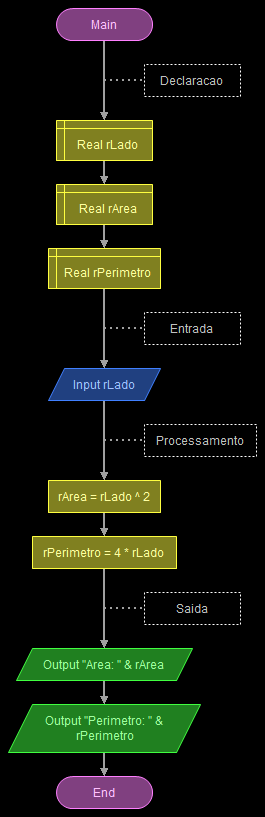 Main
Declaracao
Real rLado
Real rArea
Real rPerimetro
Entrada
Input rLado
Processamento
rArea = rLado ^ 2
rPerimetro = 4 * rLado
Saida
Output "Area: " & rArea
Output "Perimetro: " &
rPerimetro
End